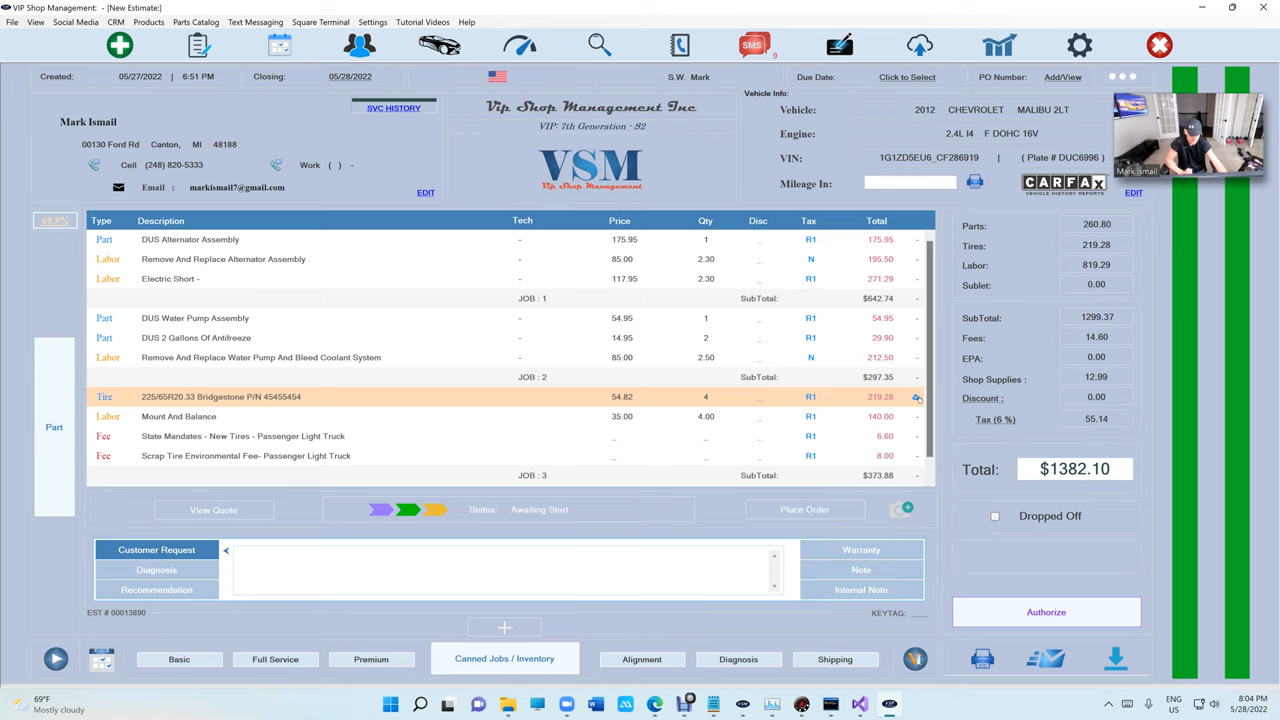 VIP Shop Management: - [New Estimate:]
File View Social Media CRM Products Parts Catalog Text Messaging Square Terminal Settings Tutorial Videos Help
SMS 9
Created: 05/27/2022 | 6:51 PM Closing: 05/28/2022 S.W. Mark Due Date: Click to Select PO Number: Add/View
Vehicle Info:
SVC HISTORY
Vip Shop Management Inc
VIP: 7th Generation - S2
VSM
Vip Shop Management
Mark Ismail
00130 Ford Rd Canton, MI 48188
Cell (248) 820-5333 Work ( ) -
Email : markismail7@gmail.com
EDIT
Vehicle: 2012 CHEVROLET MALIBU 2LT
Engine: 2.4L I4 F DOHC 16V
VIN: 1G1ZD5EU6_CF286919 | ( Plate # DUC6996 )
Mileage In:
CARFAX
VEHICLE HISTORY REPORTS
EDIT
Mark Ismail
69.9%
Type Description Tech Price Qty Disc Tax Total
Part DUS Alternator Assembly - 175.95 1 _ R1 175.95 -
Labor Remove And Replace Alternator Assembly - 85.00 2.30 _ N 195.50 -
Labor Electric Short - - 117.95 2.30 _ R1 271.29 -
JOB : 1 SubTotal: $642.74 -
Part DUS Water Pump Assembly - 54.95 1 _ R1 54.95 -
Part DUS 2 Gallons Of Antifreeze - 14.95 2 _ R1 29.90 -
Labor Remove And Replace Water Pump And Bleed Coolant System - 85.00 2.50 _ N 212.50 -
JOB : 2 SubTotal: $297.35 -
Tire 225/65R20.33 Bridgestone P/N 45455454 54.82 4 _ R1 219.28
Labor Mount And Balance - 35.00 4.00 _ R1 140.00 -
Fee State Mandates - New Tires - Passenger Light Truck _ _ R1 6.60 -
Fee Scrap Tire Environmental Fee- Passenger Light Truck _ _ R1 8.00 -
JOB : 3 SubTotal: $373.88 -
Part
Parts: 260.80
Tires: 219.28
Labor: 819.29
Sublet: 0.00
SubTotal: 1299.37
Fees: 14.60
EPA: 0.00
Shop Supplies : 12.99
Discount : 0.00
Tax (6 %) 55.14
Total: $1382.10
Dropped Off
Authorize
View Quote Status: Awaiting Start Place Order
Customer Request
Diagnosis
Recommendation
Warranty
Note
Internal Note
EST # 00013890 KEYTAG: ___
Basic Full Service Premium Canned Jobs / Inventory Alignment Diagnosis Shipping VI
69°F
Mostly cloudy
ENG
US
8:04 PM
5/28/2022